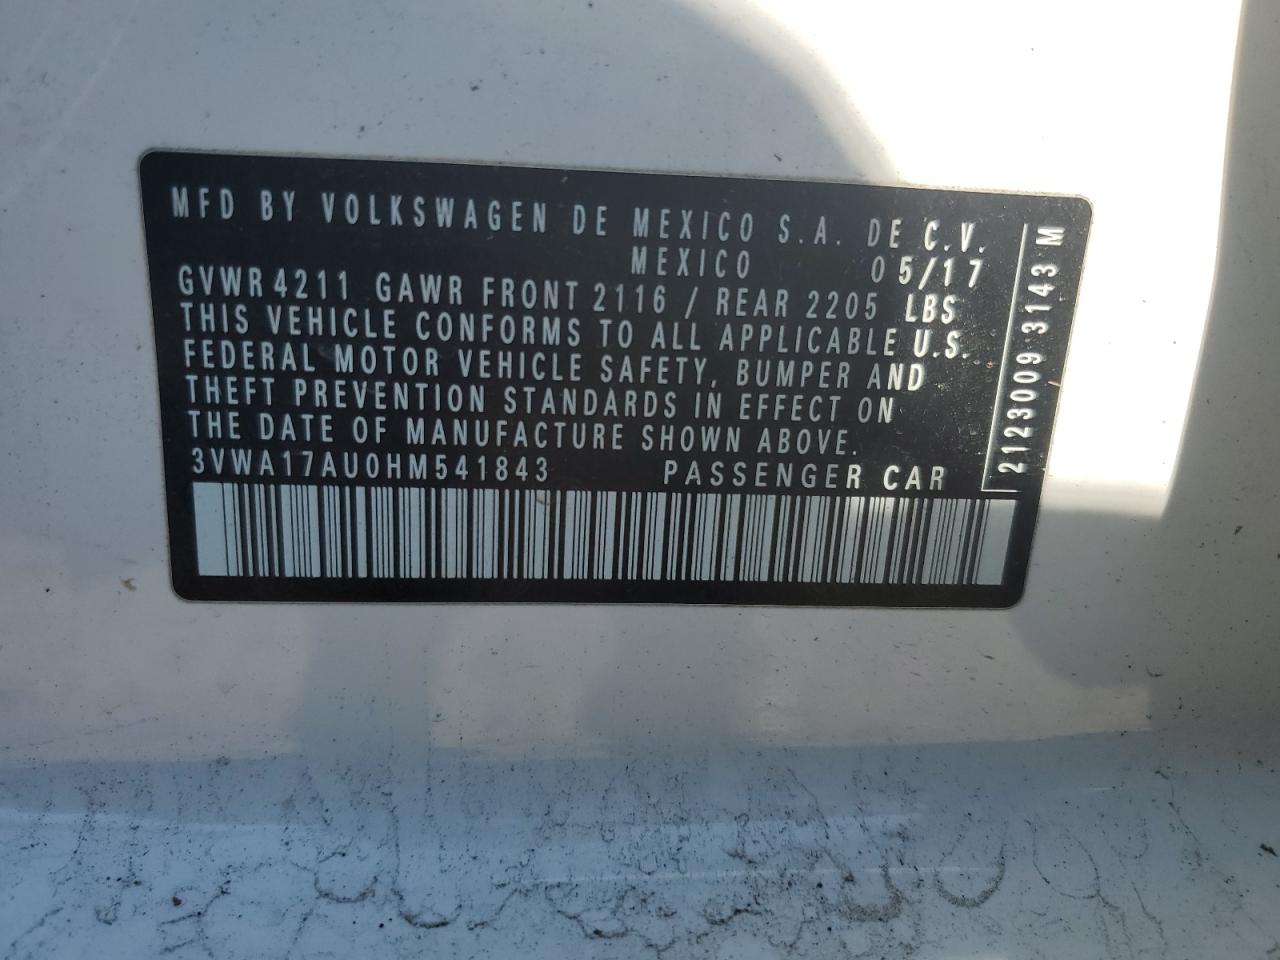 MFD BY VOLKSWAGEN DE MEXICO S.A. DE C.V.
MEXICO 05/17
GVWR 4211 GAWR FRONT 2116 / REAR 2205 LBS
THIS VEHICLE CONFORMS TO ALL APPLICABLE U.S.
FEDERAL MOTOR VEHICLE SAFETY, BUMPER AND
THEFT PREVENTION STANDARDS IN EFFECT ON
THE DATE OF MANUFACTURE SHOWN ABOVE.
3VWA17AU0HM541843 PASSENGER CAR
2123009 3143 M